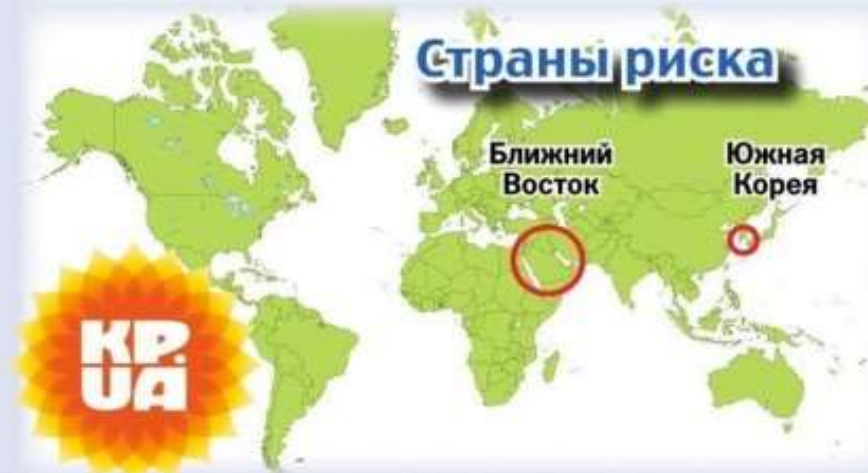 Страны риска
Ближний
Восток
Южная
Корея
KP.
UA